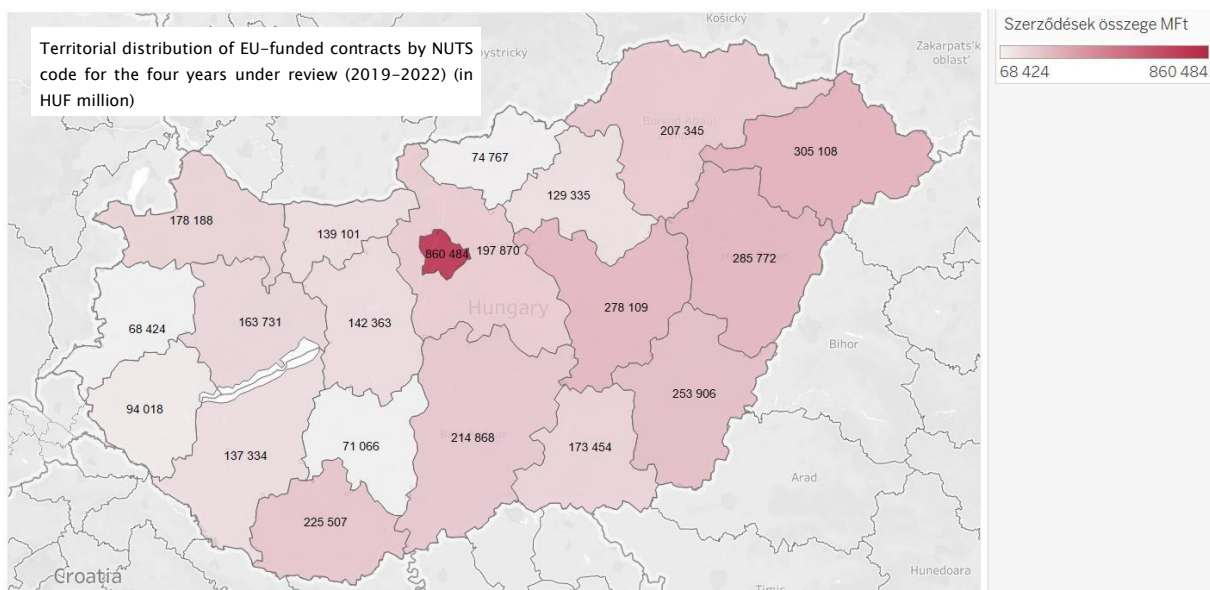 Territorial distribution of EU-funded contracts by NUTS
code for the four years under review (2019-2022) (in
HUF million)
Szerződések összege MFt
68 424 860 484
Košický
Zakarpats'k
oblast'
207 345
305 108
74 767
129 335
178 188
139 101
860 484
197 870
285 772
Hungary
278 109
68 424
163 731
142 363
Bihor
253 906
94 018
137 334
71 066
214 868
173 454
Arad
225 507
Croatia
Timis
Hunedoara